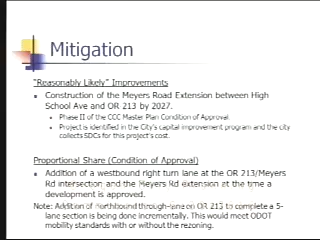 Mitigation
"Reasonably Likely" Improvements
Construction of the Meyers Road Extension between High
School Ave and OR 213 by 2027.
Phase II of the CCC Master Plan Condition of Approval
Project is identified in the City's capital improvement program and the city
collects SDCs for this project's cost.
Proportional Share (Condition of Approval)
Addition of a westbound right turn lane at the OR 213/Meyers
Rd intersection and the Meyers Rd extension at the time a
development is approved.
Note: Addition of northbound through-lane on OR 213 to complete a 5-
lane section is being done incrementally. This would meet ODOT
mobility standards with or without the rezoning.